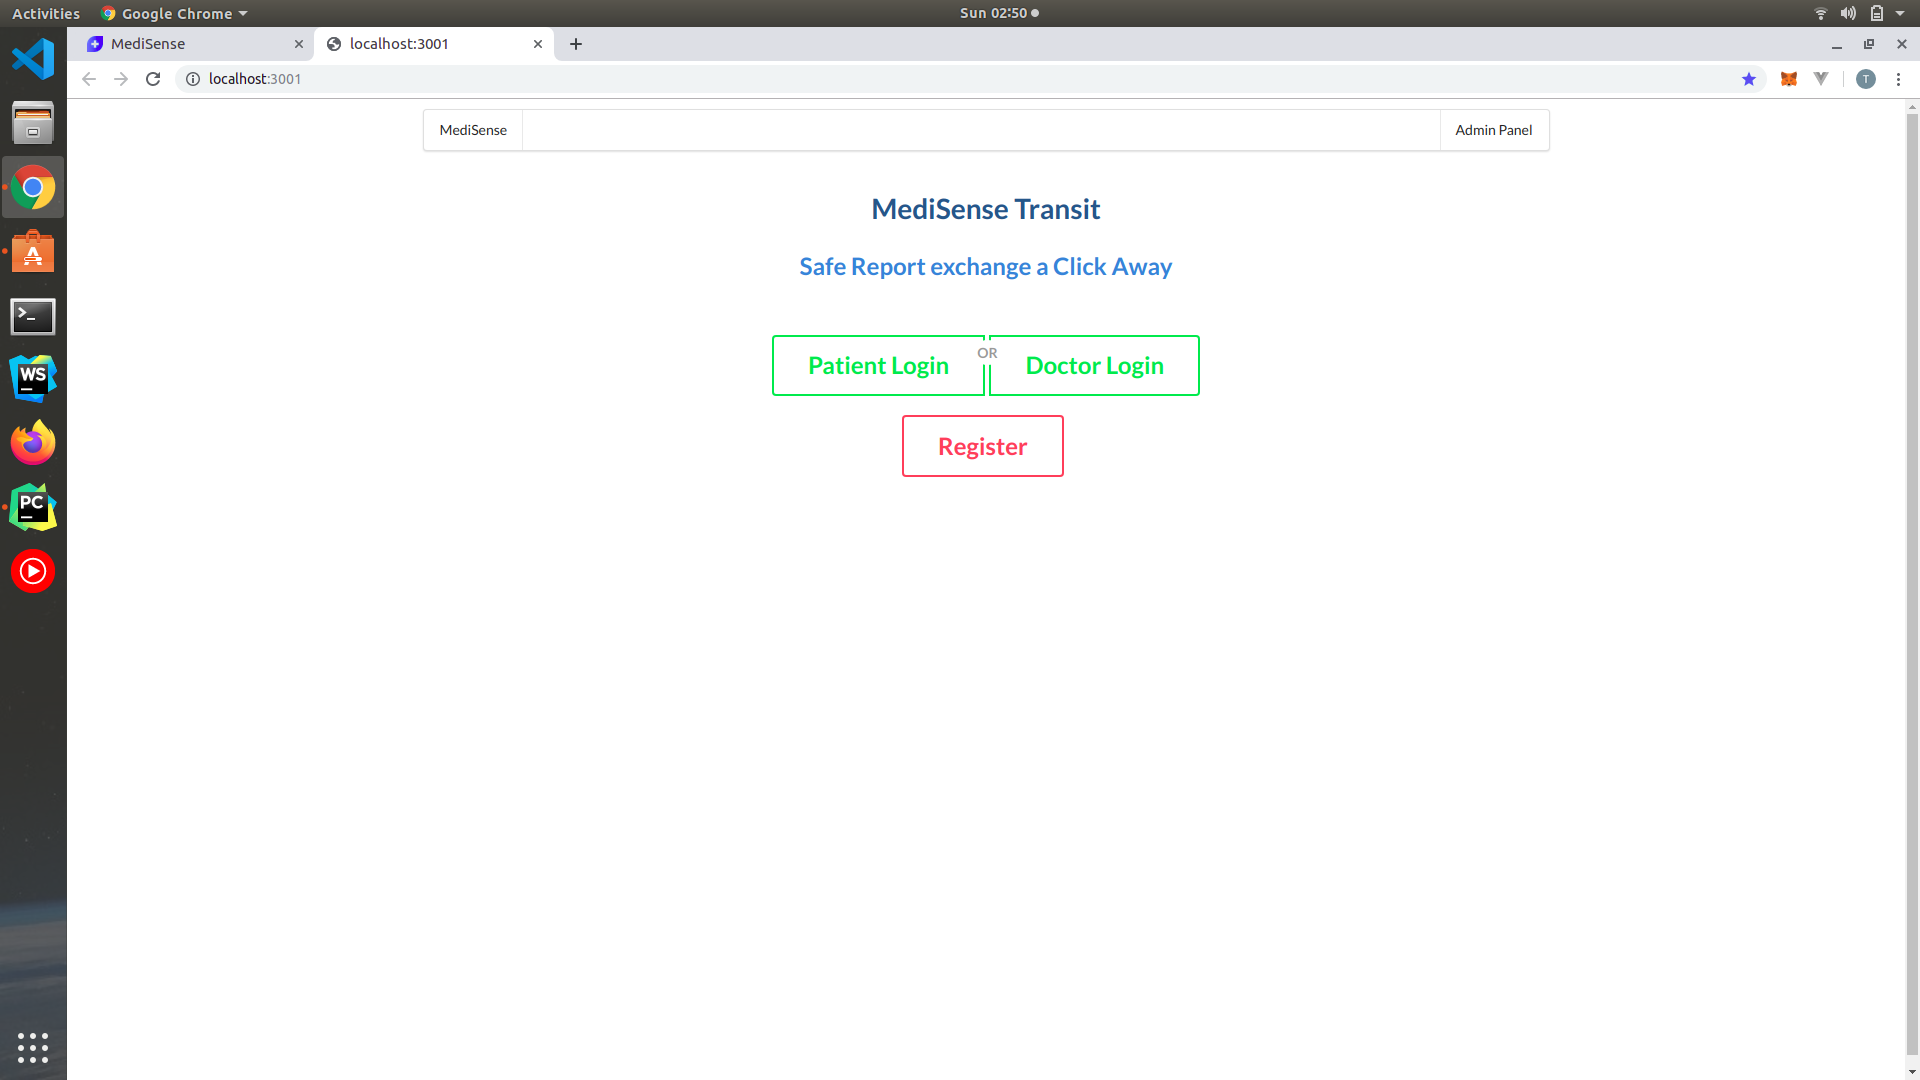 Activities
Google Chrome
Sun 02:50
MediSense
localhost:3001
localhost:3001
T
MediSense
Admin Panel
MediSense Transit
Safe Report exchange a Click Away
Patient Login
OR
Doctor Login
Register
A
>_
WS
PC